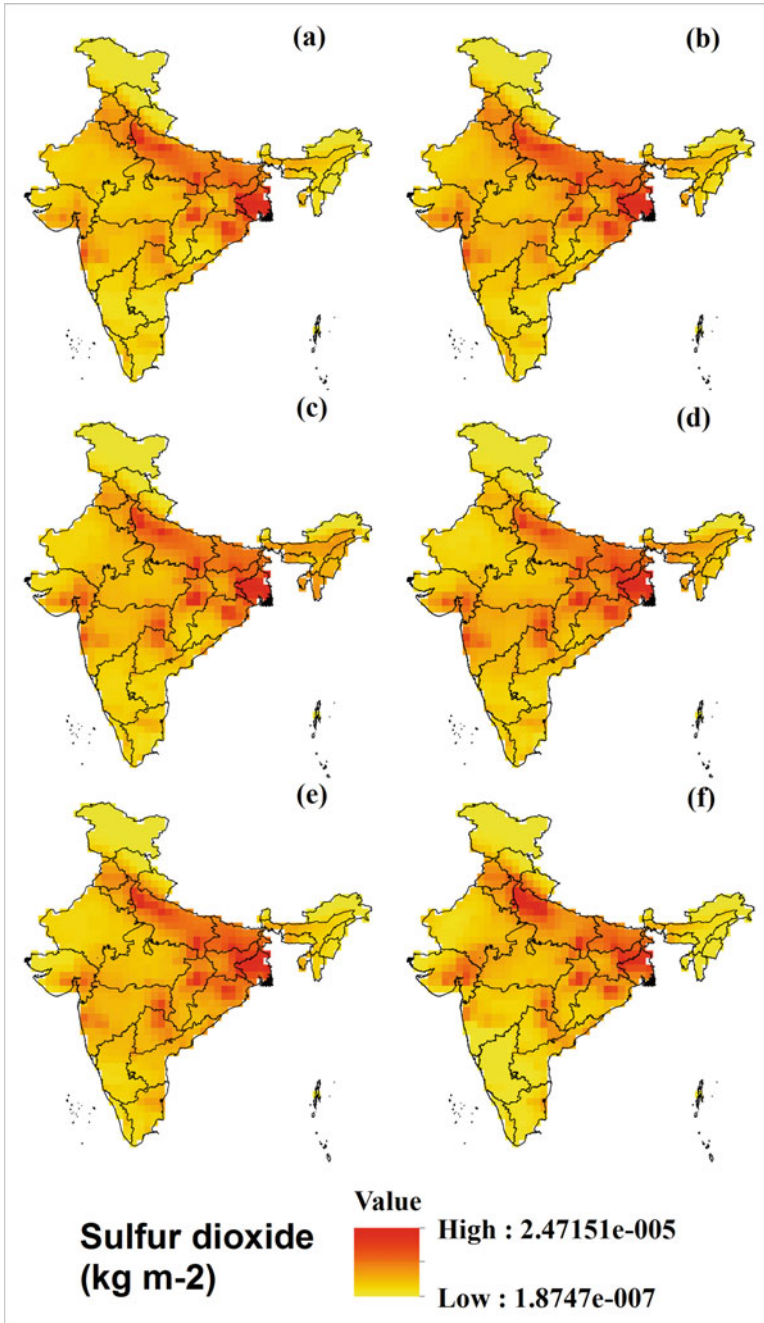 (a)
(b)
(c)
(d)
(e)
(f)
Value
Sulfur dioxide
(kg m-2)
High : 2.47151e-005
Low : 1.8747e-007